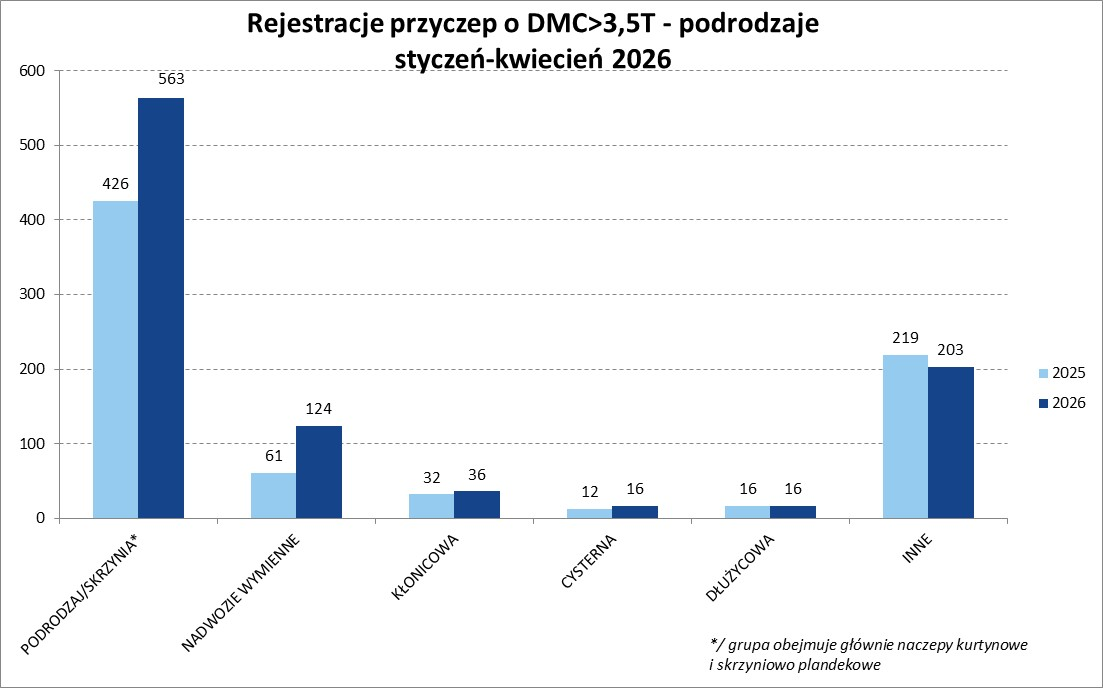 Rejestracje przyczep o DMC>3,5T - podrodzaje
styczeń-kwiecień 2026
600
500
400
300
200
100
0
426
563
61
124
32
36
12
16
16
16
219
203
PODRODZAJ/SKRZYNIA*
NADWOZIE WYMIENNE
KŁONICOWA
CYSTERNA
DŁUŻYCOWA
INNE
2025
2026
*/ grupa obejmuje głównie naczepy kurtynowe
i skrzyniowo plandekowe